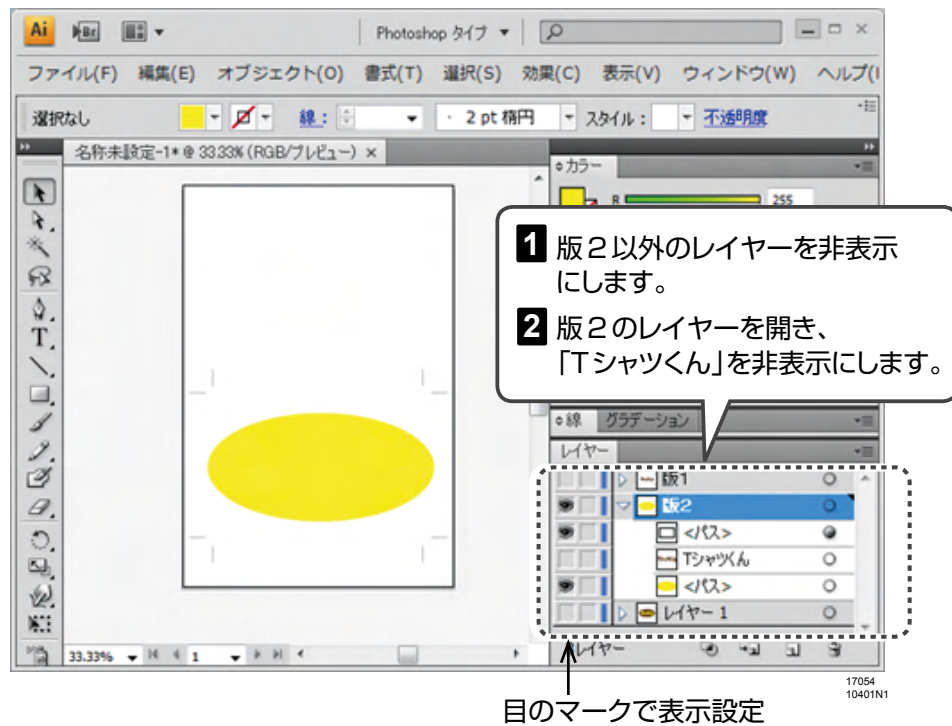 Ai Br Photoshop タイプ
ファイル(F) 編集(E) オブジェクト(O) 書式(T) 選択(S) 効果(C) 表示(V) ウィンドウ(W) ヘルプ(
選択なし 線: 2 pt 楕円 スタイル: 不透明度
名称未設定-1* @ 33.33% (RGB/プレビュー) ×
カラー
R 255
1 版2以外のレイヤーを非表示
にします。
2 版2のレイヤーを開き、
「Tシャツくん」を非表示にします。
線 グラデーション
レイヤー
版1
版2
<パス>
Tシャツくん
<パス>
レイヤー 1
33.33% 1
レイヤー
17054
10401N1
目のマークで表示設定